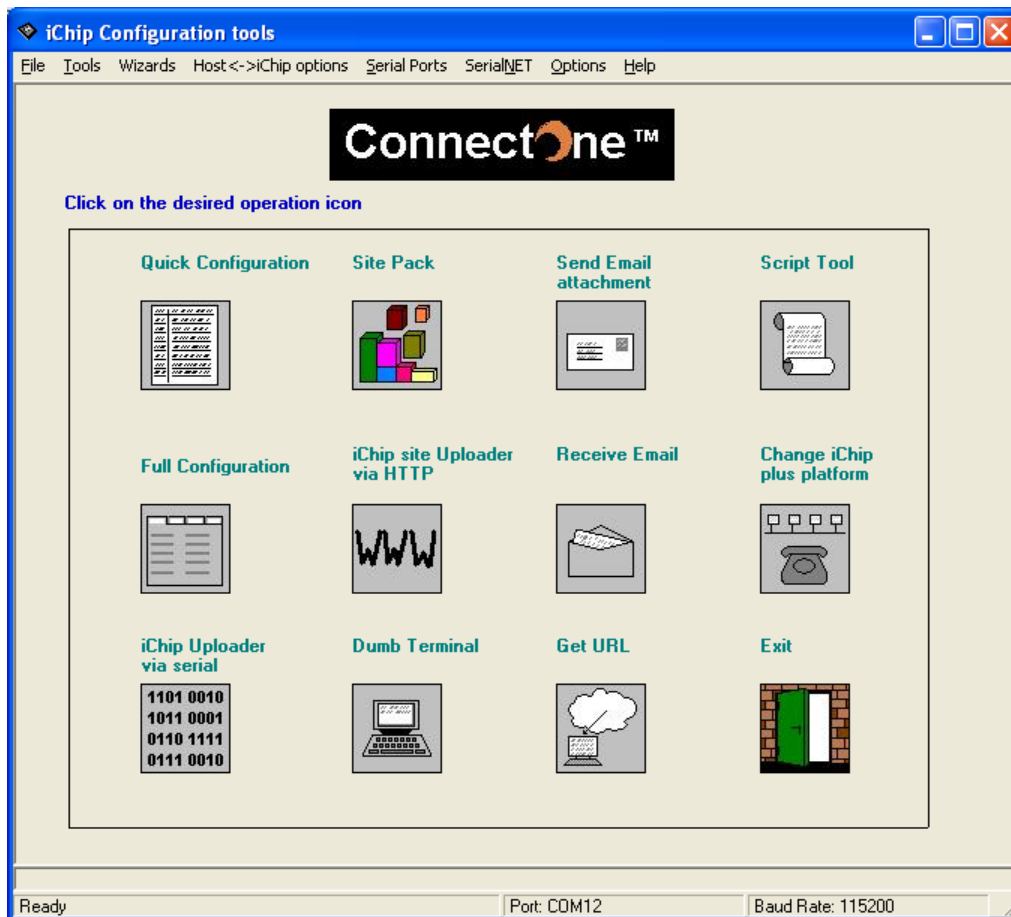 iChip Configuration tools
File Tools Wizards Host<->iChip options Serial Ports SerialNET Options Help
ConnectOne™
Click on the desired operation icon
Quick Configuration
Site Pack
Send Email
attachment
Script Tool
Full Configuration
iChip site Uploader
via HTTP
Receive Email
Change iChip
plus platform
WWW
iChip Uploader
via serial
Dumb Terminal
Get URL
Exit
1101 0010
1011 0001
0110 1111
0111 0010
Ready Port: COM12 Baud Rate: 115200